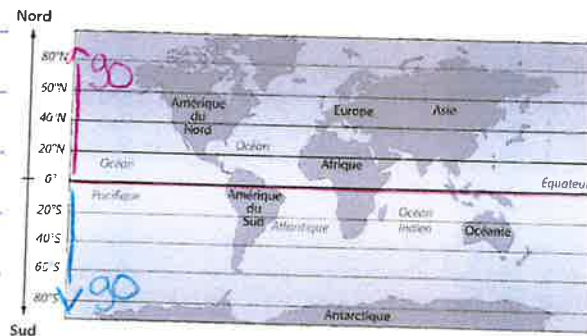 Nord
80°N 90
50°N
40°N
20°N
0°
20°S
40°S
60°S
80°S 90
Sud
Amérique
du
Nord
Europe
Asie
Océan
Océan
Afrique
Équateur
Pacifique
Amérique
du
Sud
Atlantique
Océan
Indien
Océanie
Antarctique